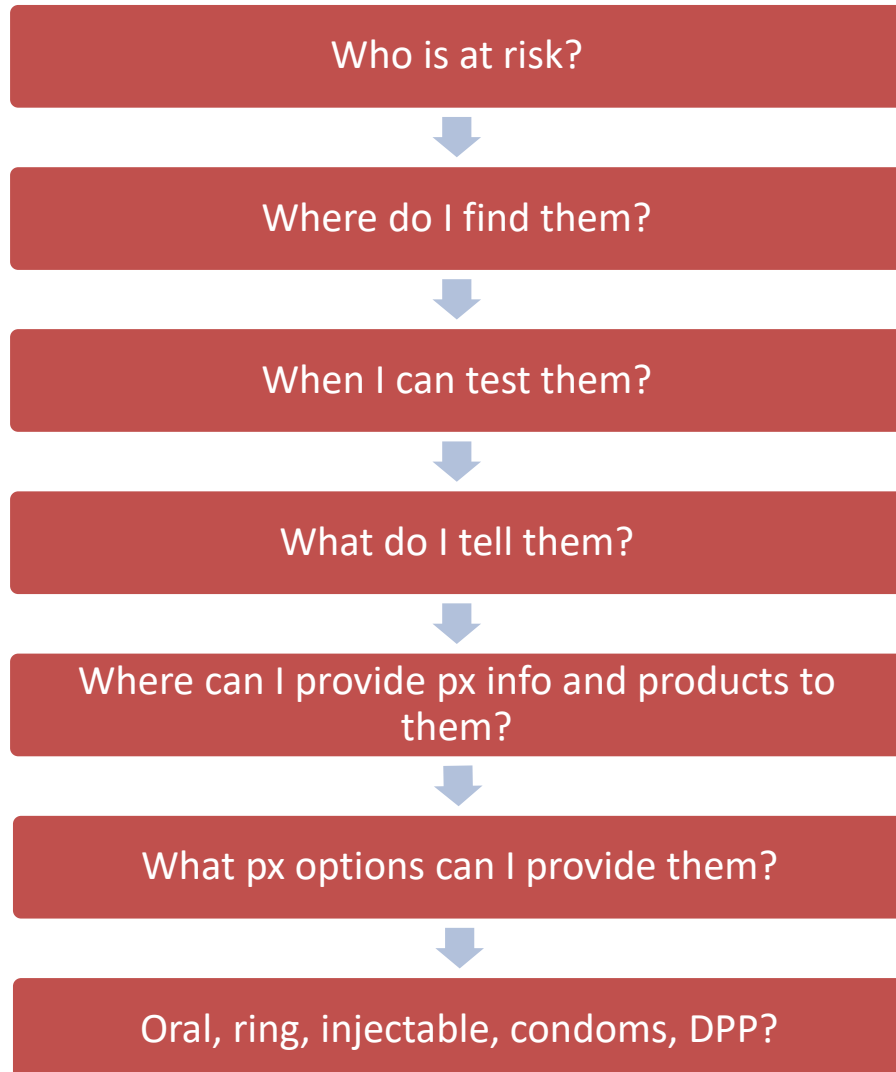 Who is at risk?
Where do I find them?
When I can test them?
What do I tell them?
Where can I provide px info and products to
them?
What px options can I provide them?
Oral, ring, injectable, condoms, DPP?